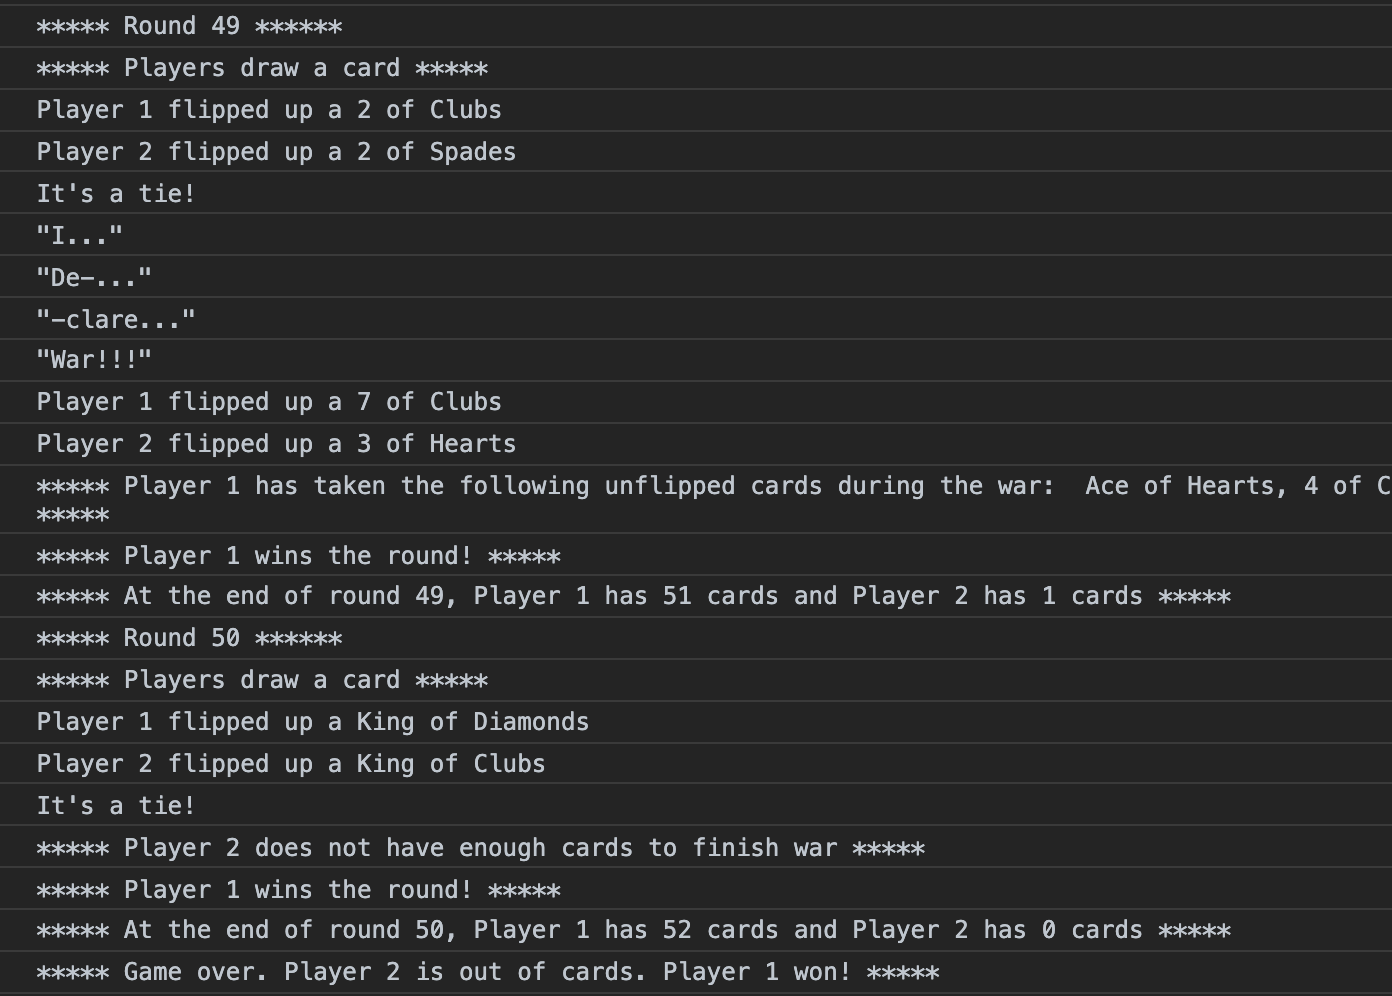 ***** Round 49 ******
***** Players draw a card *****
Player 1 flipped up a 2 of Clubs
Player 2 flipped up a 2 of Spades
It's a tie!
"I..."
"De-..."
"-clare..."
"War!!!"
Player 1 flipped up a 7 of Clubs
Player 2 flipped up a 3 of Hearts
***** Player 1 has taken the following unflipped cards during the war:  Ace of Hearts, 4 of C
*****
***** Player 1 wins the round! *****
***** At the end of round 49, Player 1 has 51 cards and Player 2 has 1 cards *****
***** Round 50 ******
***** Players draw a card *****
Player 1 flipped up a King of Diamonds
Player 2 flipped up a King of Clubs
It's a tie!
***** Player 2 does not have enough cards to finish war *****
***** Player 1 wins the round! *****
***** At the end of round 50, Player 1 has 52 cards and Player 2 has 0 cards *****
***** Game over. Player 2 is out of cards. Player 1 won! *****